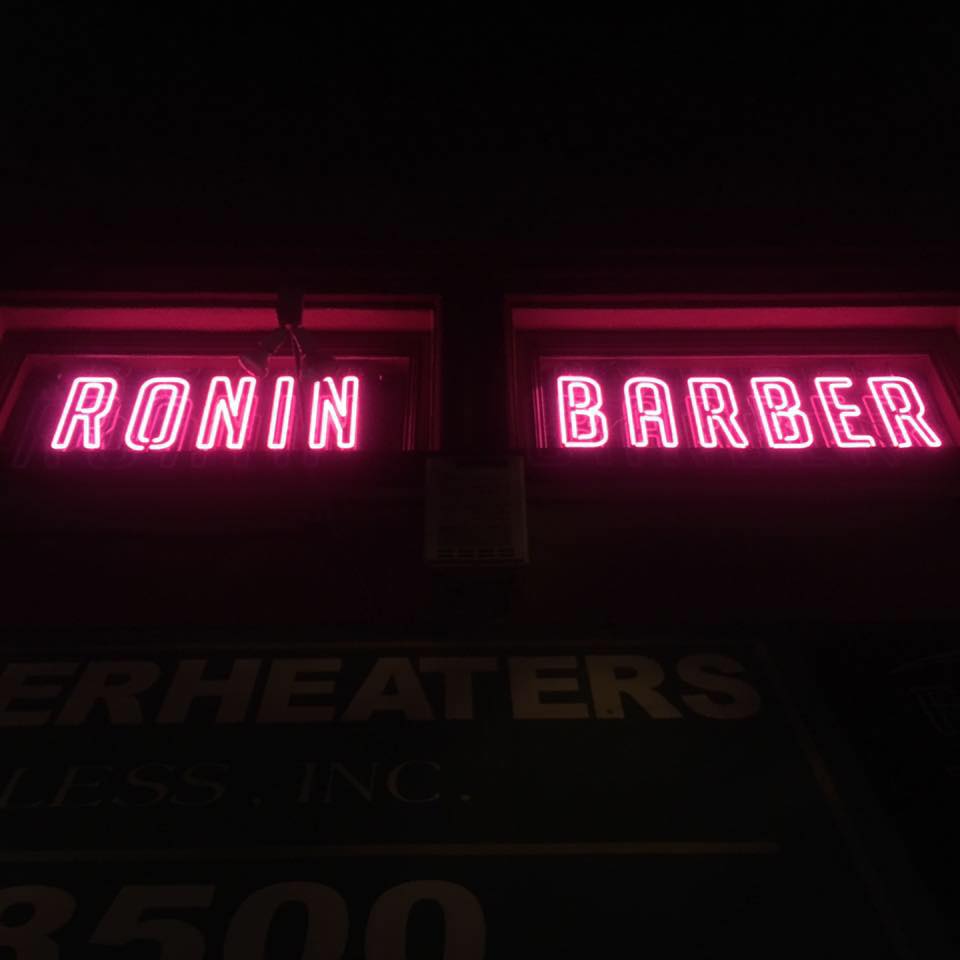 RONIN BARBER
ERHEATERS
LESS, INC.
3500